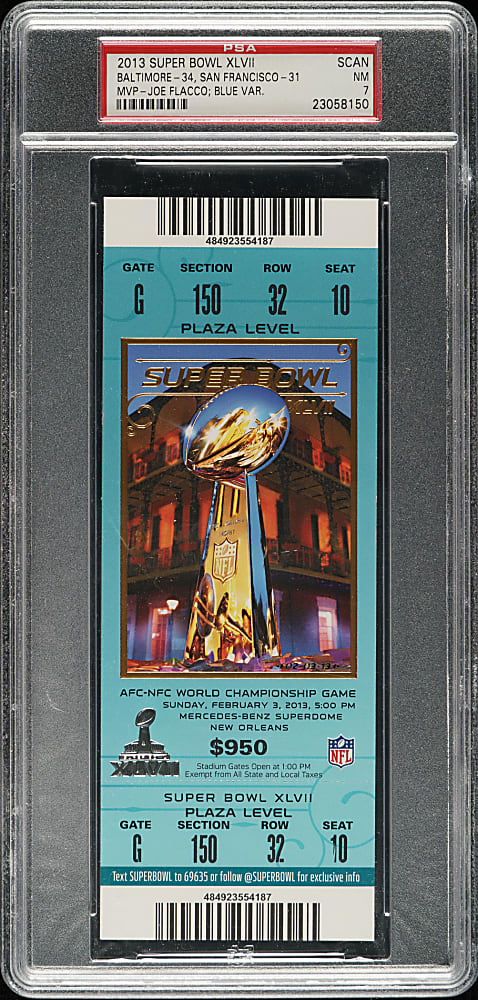 PSA
2013 SUPER BOWL XLVII SCAN
BALTIMORE-34, SAN FRANCISCO-31 NM
MVP-JOE FLACCO; BLUE VAR. 7
23058150
484923554187
GATE SECTION ROW SEAT
G 150 32 10
PLAZA LEVEL
SUPER BOWL
XLVII
NFL
•02•03•13•
AFC-NFC WORLD CHAMPIONSHIP GAME
SUNDAY, FEBRUARY 3, 2013, 5:00 PM
MERCEDES-BENZ SUPERDOME
NEW ORLEANS
$950
XLVII
NFL
Stadium Gates Open at 1:00 PM
Exempt from All State and Local Taxes
SUPER BOWL XLVII
PLAZA LEVEL
GATE SECTION ROW SEAT
G 150 32 10
Text SUPERBOWL to 69635 or follow @SUPERBOWL for exclusive info
484923554187